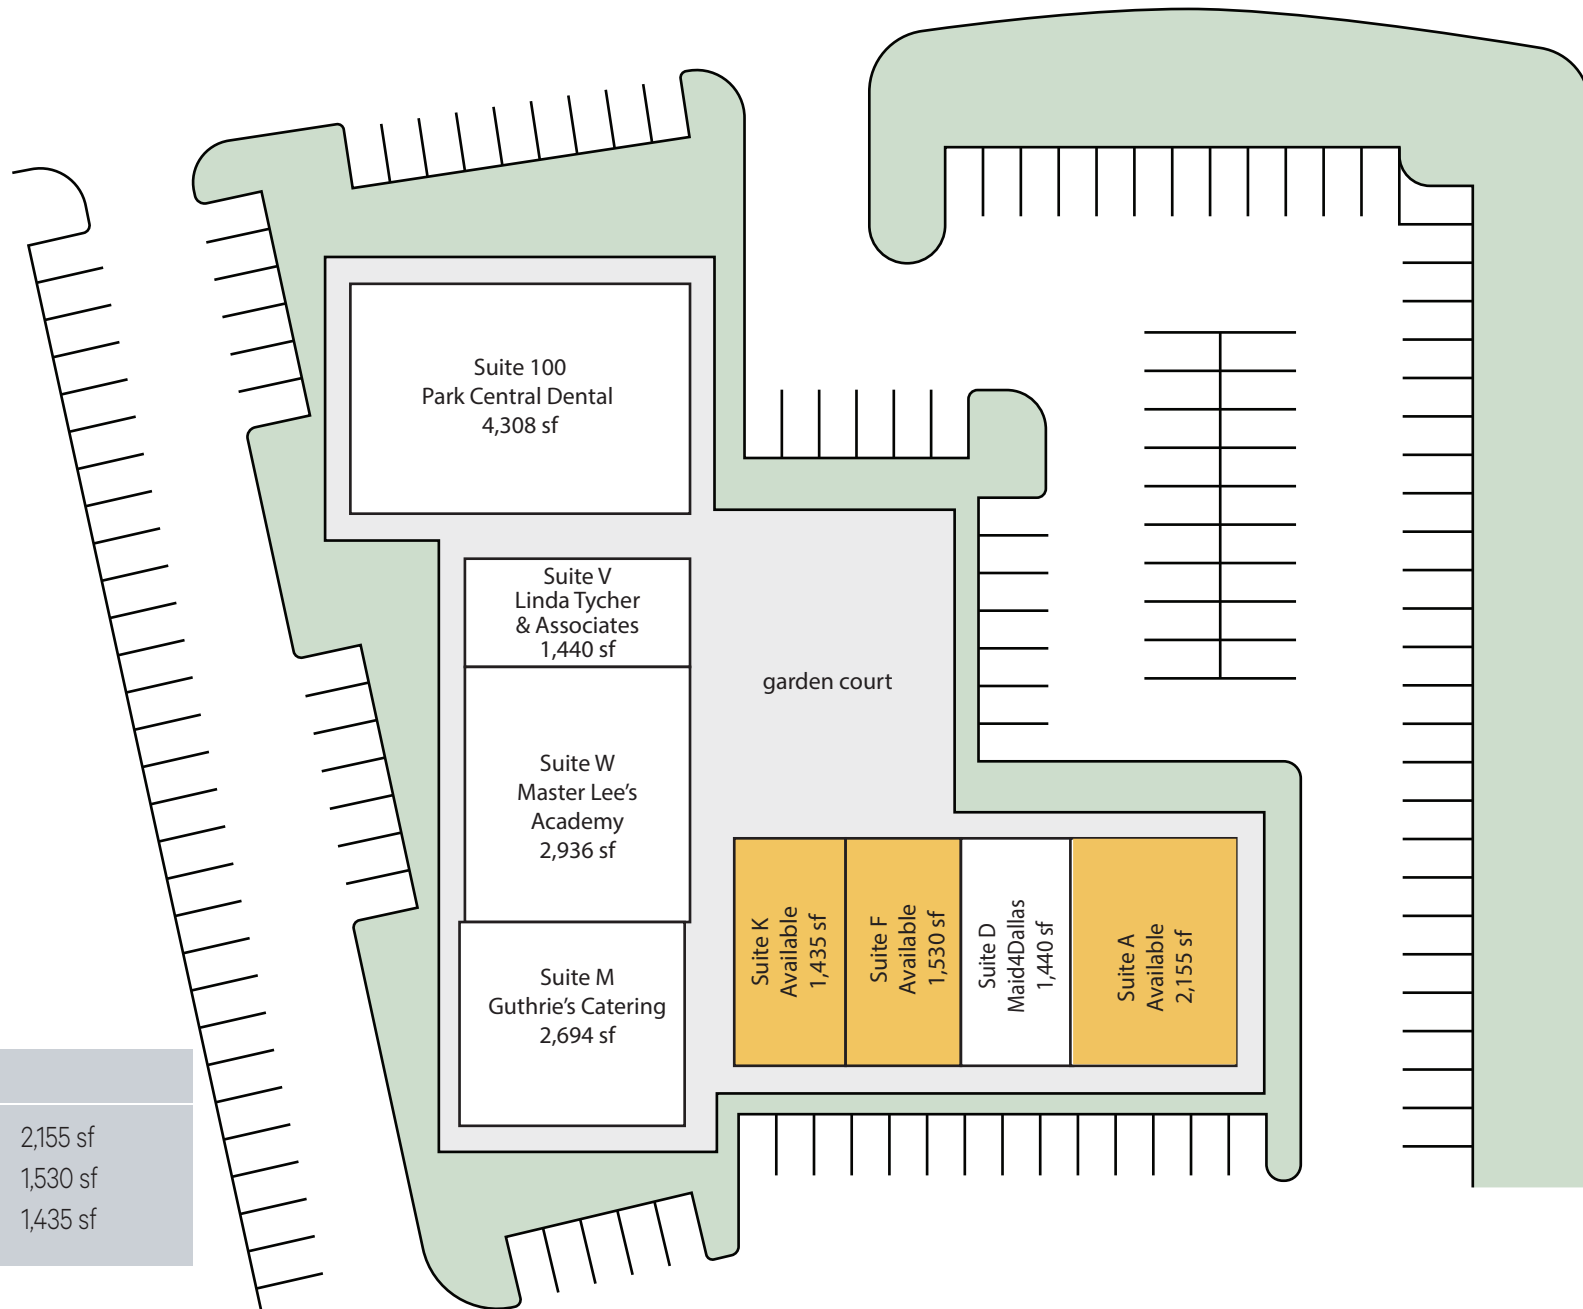 Suite 100
Park Central Dental
4,308 sf
Suite V
Linda Tycher
& Associates
1,440 sf
garden court
Suite W
Master Lee's
Academy
2,936 sf
Suite M
Guthrie's Catering
2,694 sf
Suite K
Available
1,435 sf
Suite F
Available
1,530 sf
Suite D
Maid4Dallas
1,440 sf
Suite A
Available
2,155 sf
2,155 sf
1,530 sf
1,435 sf